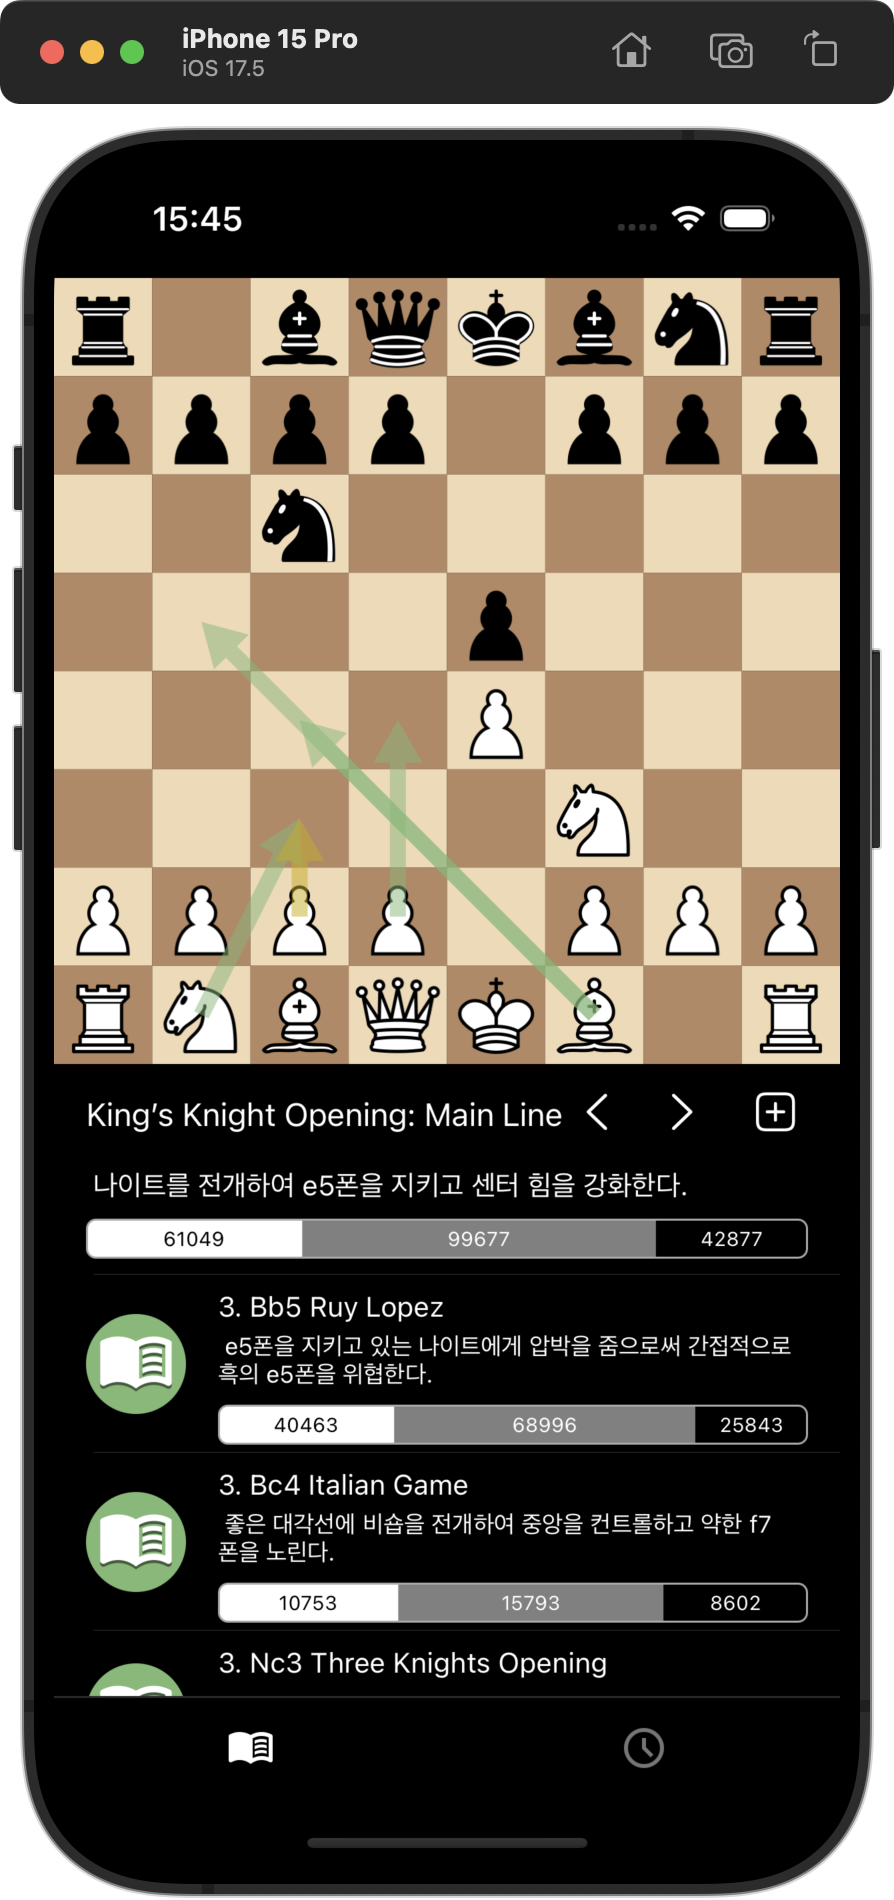 iPhone 15 Pro
iOS 17.5
15:45
King’s Knight Opening: Main Line
나이트를 전개하여 e5폰을 지키고 센터 힘을 강화한다.
61049 99677 42877
3. Bb5 Ruy Lopez
e5폰을 지키고 있는 나이트에게 압박을 줌으로써 간접적으로
흑의 e5폰을 위협한다.
40463 68996 25843
3. Bc4 Italian Game
좋은 대각선에 비숍을 전개하여 중앙을 컨트롤하고 약한 f7
폰을 노린다.
10753 15793 8602
3. Nc3 Three Knights Opening